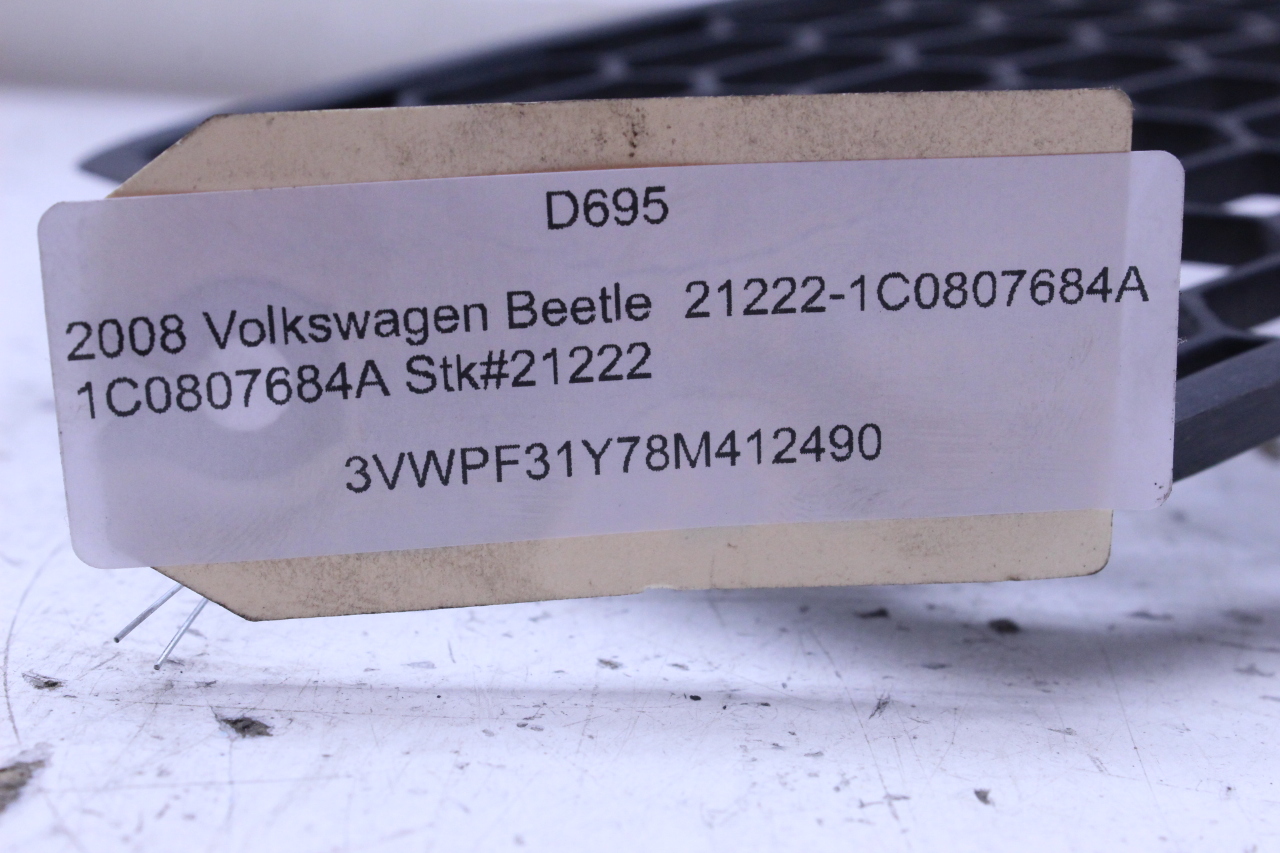 D695
2008 Volkswagen Beetle 21222-1C0807684A
1C0807684A Stk#21222
3VWPF31Y78M412490